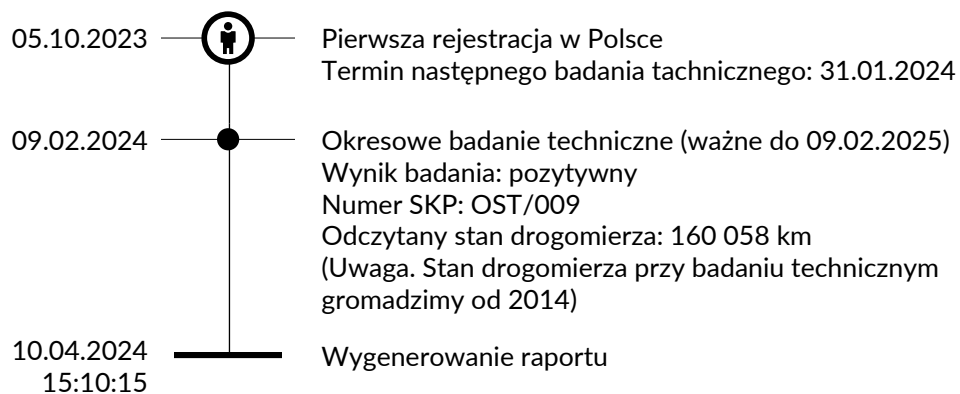 05.10.2023
Pierwsza rejestracja w Polsce
Termin następnego badania tachnicznego: 31.01.2024
09.02.2024
Okresowe badanie techniczne (ważne do 09.02.2025)
Wynik badania: pozytywny
Numer SKP: OST/009
Odczytany stan drogomierza: 160 058 km
(Uwaga. Stan drogomierza przy badaniu technicznym
gromadzimy od 2014)
10.04.2024
15:10:15
Wygenerowanie raportu